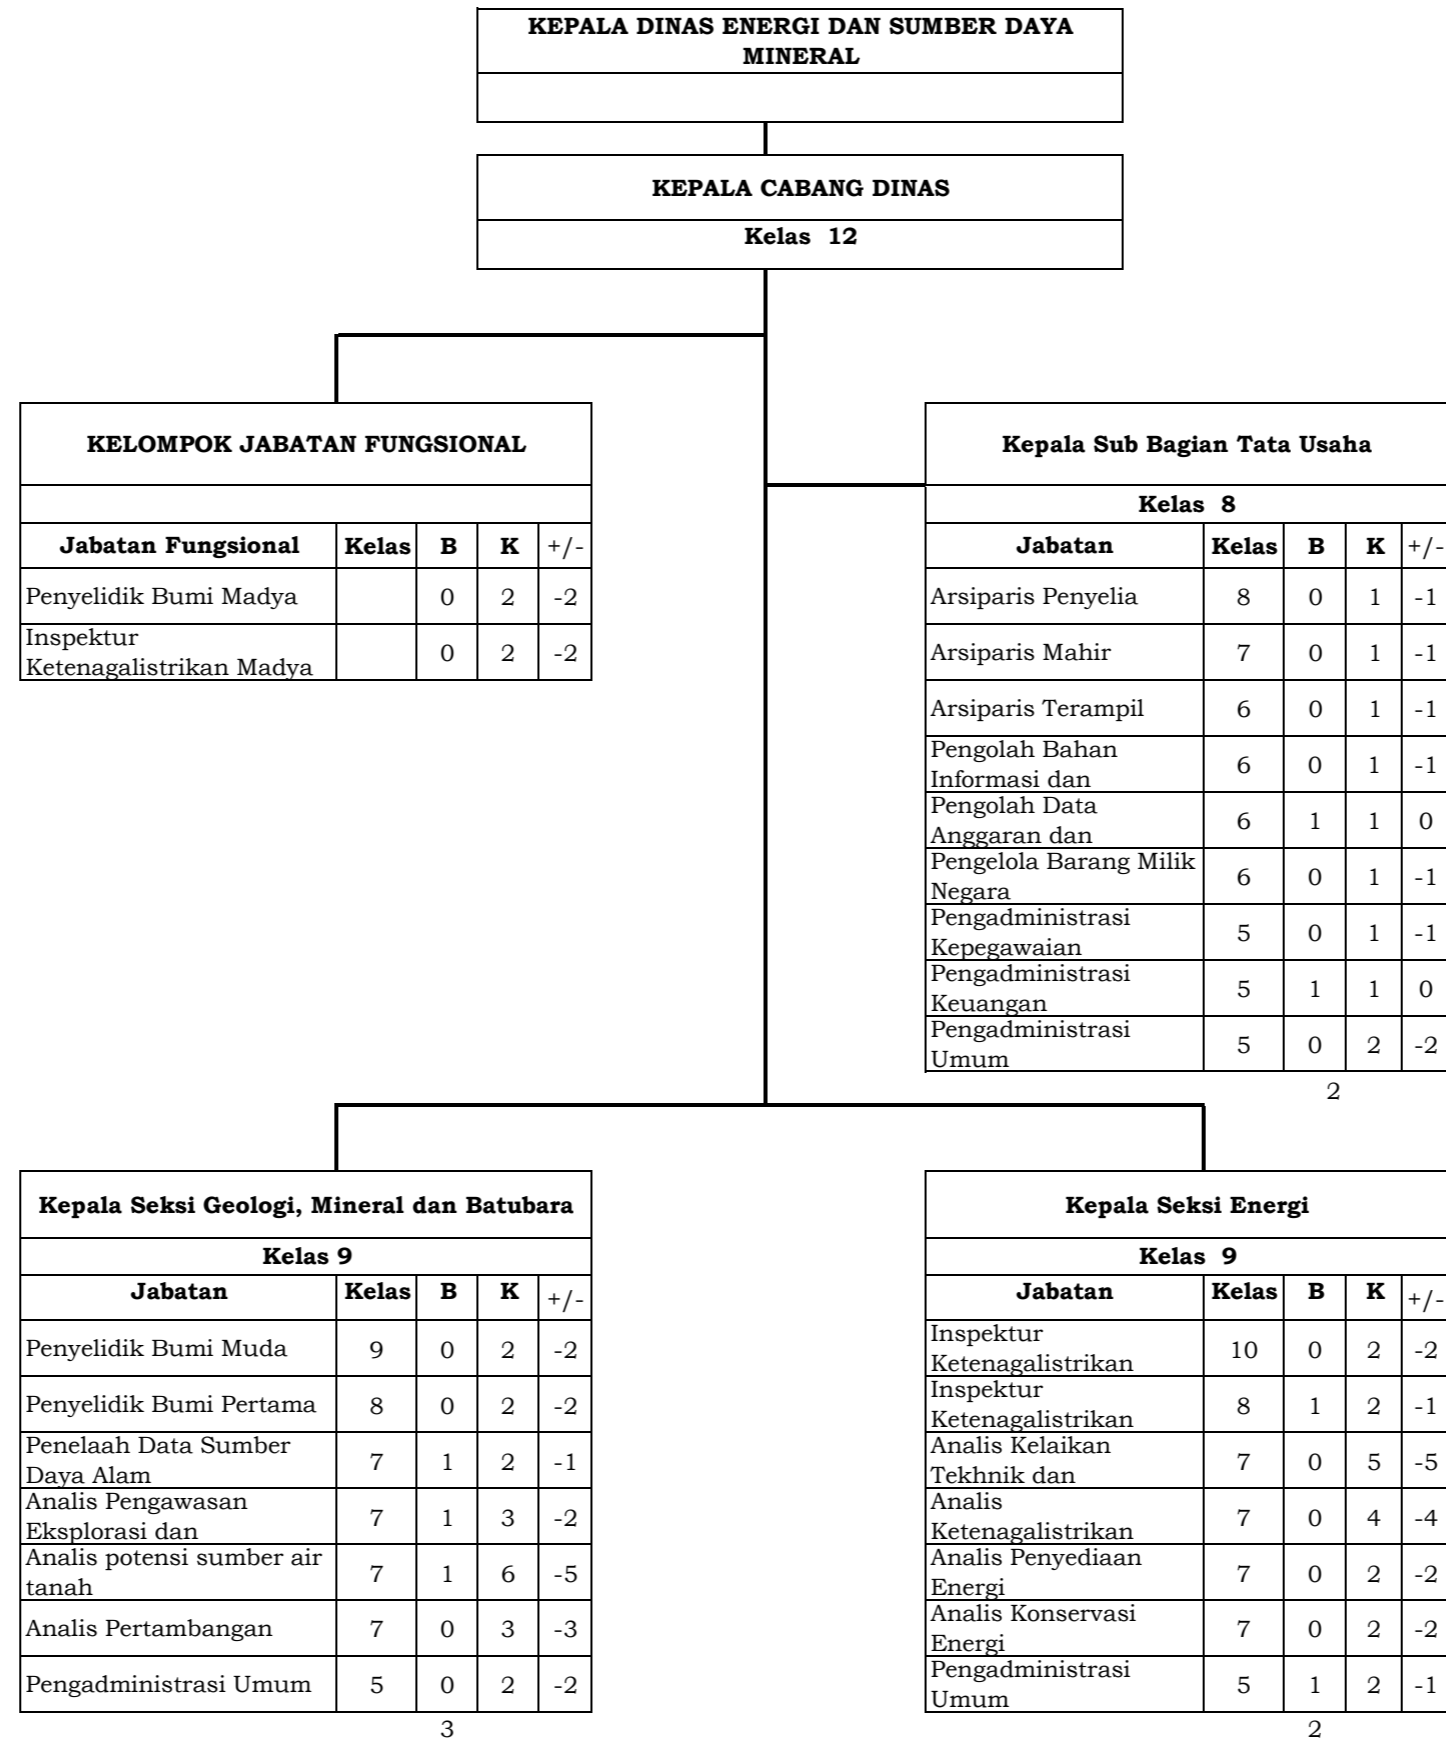 KEPALA DINAS ENERGI DAN SUMBER DAYA
MINERAL
KEPALA CABANG DINAS
Kelas 12
KELOMPOK JABATAN FUNGSIONAL
Jabatan Fungsional Kelas B K +/-
Penyelidik Bumi Madya 0 2 -2
Inspektur
Ketenagalistrikan Madya 0 2 -2
Kepala Sub Bagian Tata Usaha
Kelas 8
Jabatan Kelas B K +/-
Arsiparis Penyelia 8 0 1 -1
Arsiparis Mahir 7 0 1 -1
Arsiparis Terampil 6 0 1 -1
Pengolah Bahan
Informasi dan 6 0 1 -1
Pengolah Data
Anggaran dan 6 1 1 0
Pengelola Barang Milik
Negara 6 0 1 -1
Pengadministrasi
Kepegawaian 5 0 1 -1
Pengadministrasi
Keuangan 5 1 1 0
Pengadministrasi
Umum 5 0 2 -2
2
Kepala Seksi Geologi, Mineral dan Batubara
Kelas 9
Jabatan Kelas B K +/-
Penyelidik Bumi Muda 9 0 2 -2
Penyelidik Bumi Pertama 8 0 2 -2
Penelaah Data Sumber
Daya Alam 7 1 2 -1
Analis Pengawasan
Eksplorasi dan 7 1 3 -2
Analis potensi sumber air
tanah 7 1 6 -5
Analis Pertambangan 7 0 3 -3
Pengadministrasi Umum 5 0 2 -2
3
Kepala Seksi Energi
Kelas 9
Jabatan Kelas B K +/-
Inspektur
Ketenagalistrikan 10 0 2 -2
Inspektur
Ketenagalistrikan 8 1 2 -1
Analis Kelaikan
Tekhnik dan 7 0 5 -5
Analis
Ketenagalistrikan 7 0 4 -4
Analis Penyediaan
Energi 7 0 2 -2
Analis Konservasi
Energi 7 0 2 -2
Pengadministrasi
Umum 5 1 2 -1
2